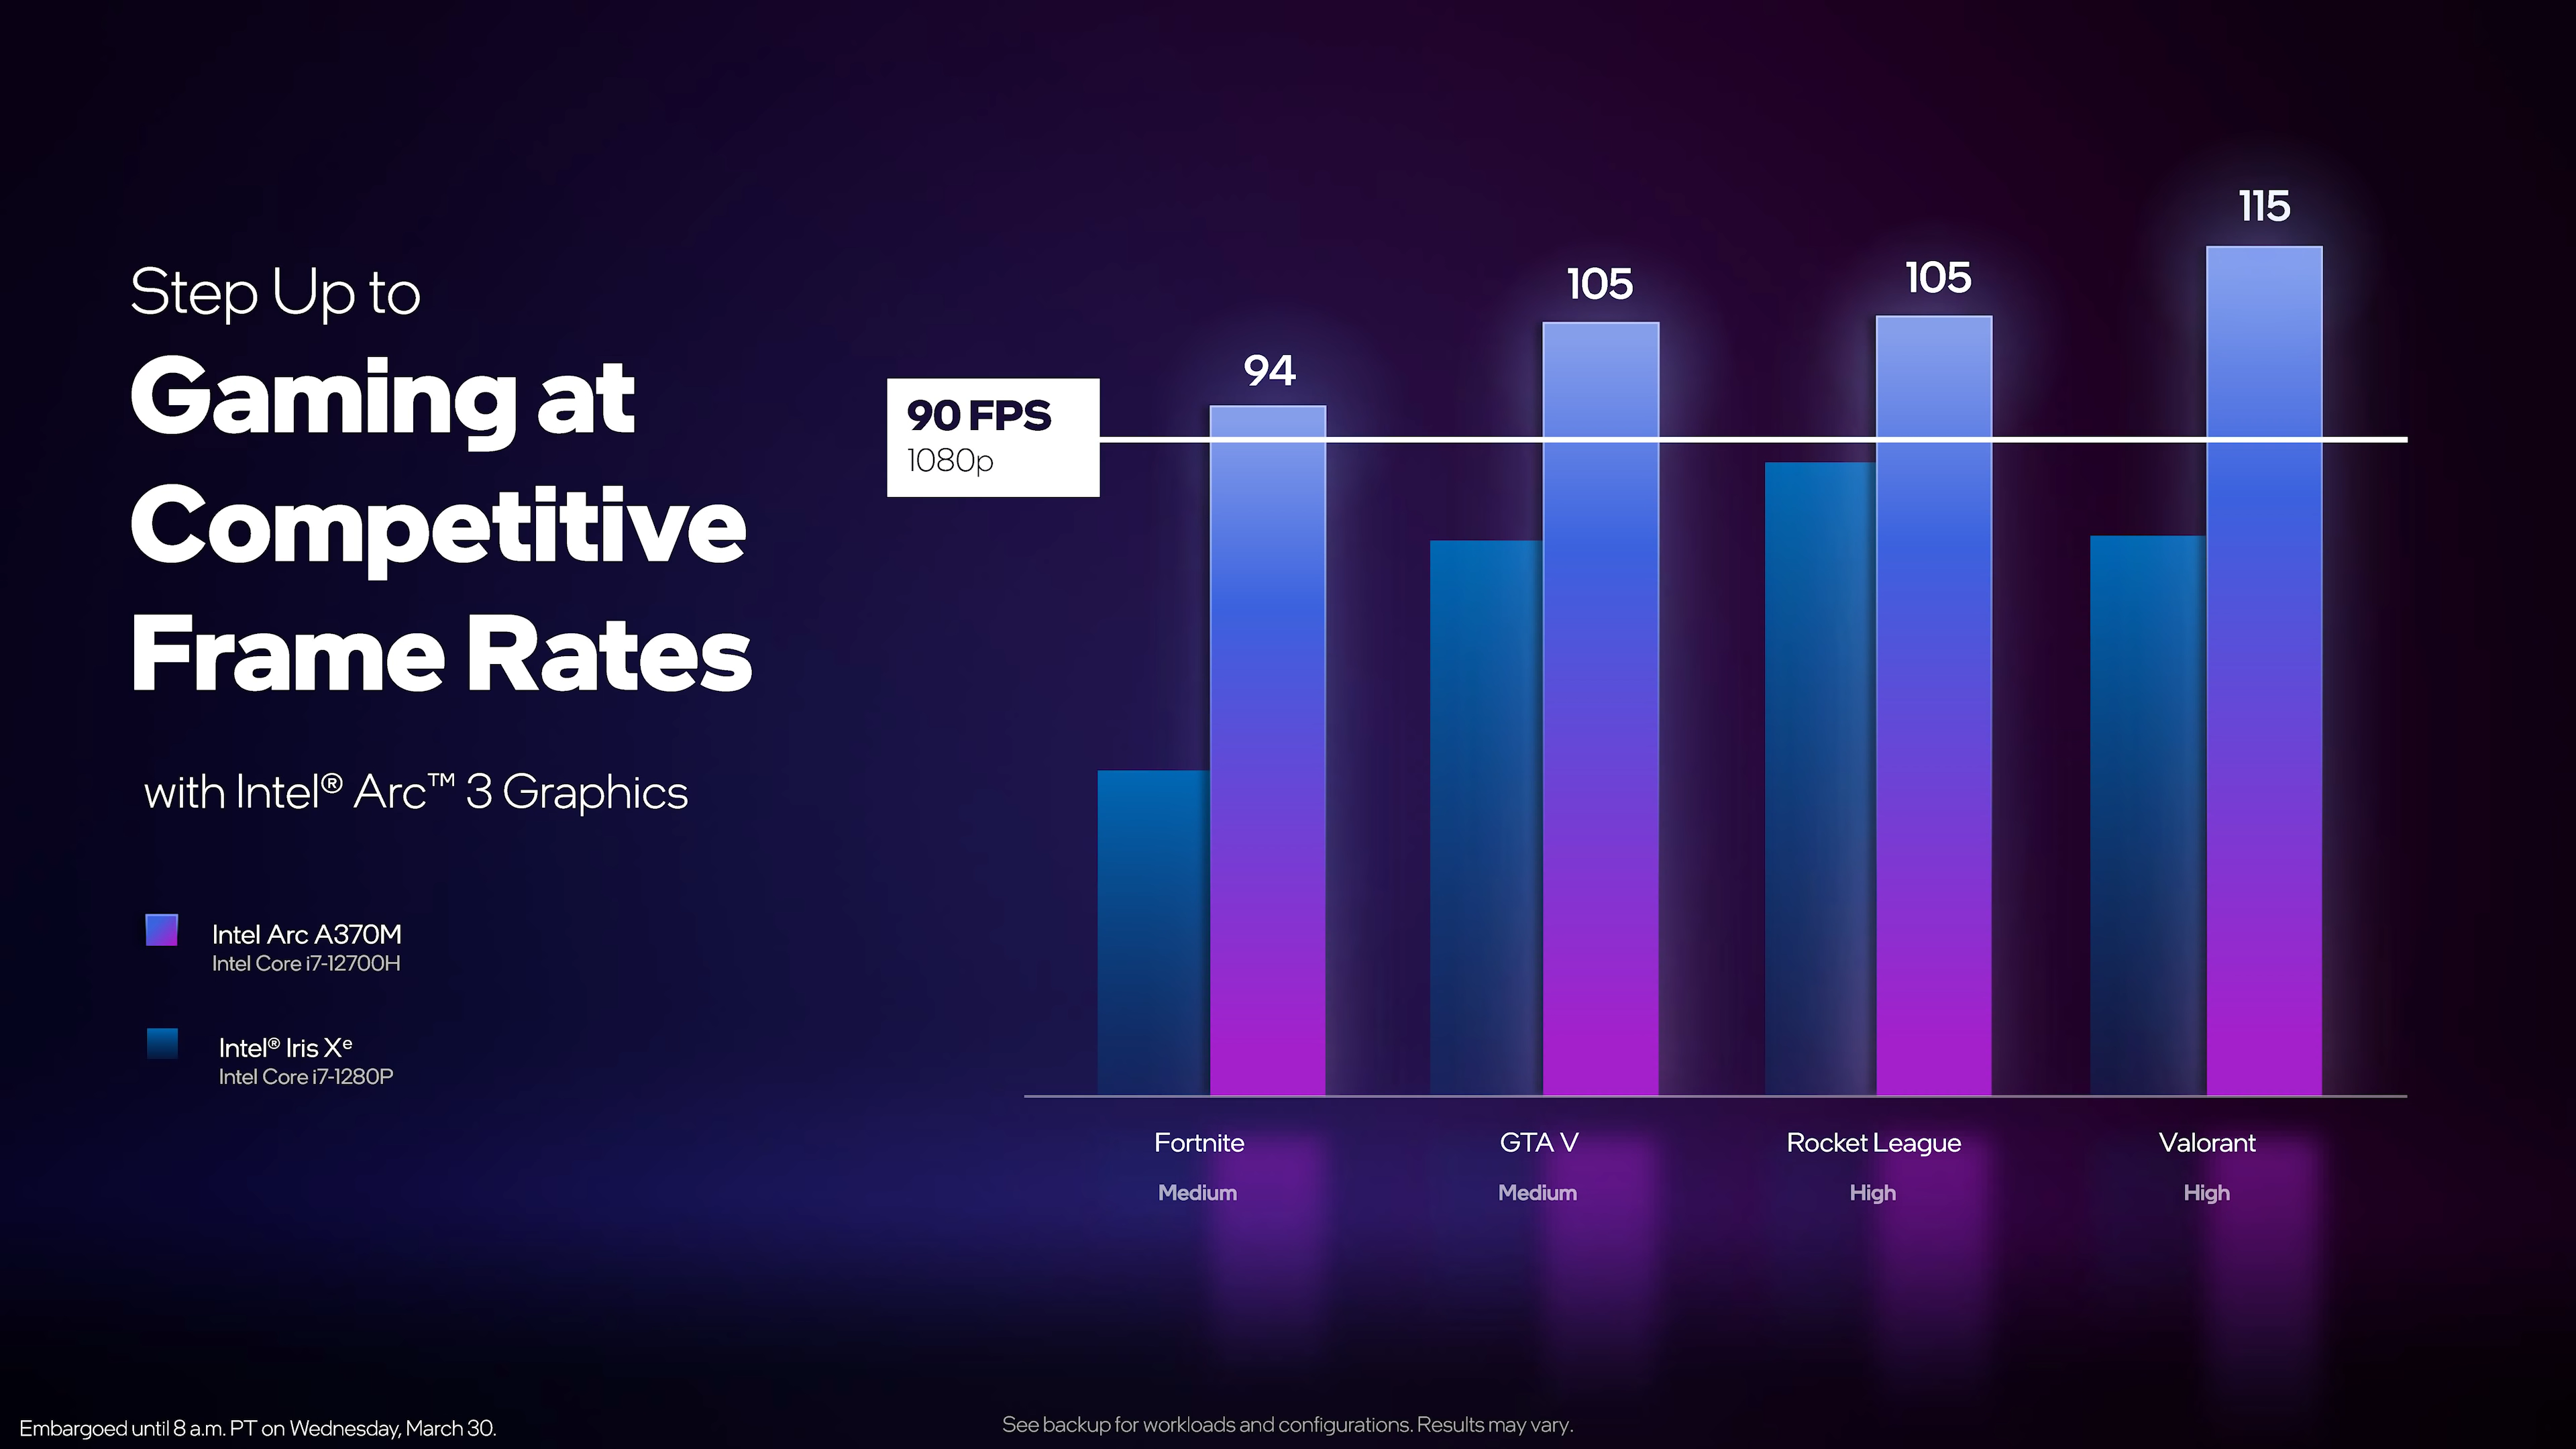 Step Up to
Gaming at
Competitive
Frame Rates
with Intel® Arc™ 3 Graphics
Intel Arc A370M
Intel Core i7-12700H
Intel® Iris Xᵉ
Intel Core i7-1280P
90 FPS
1080p
94
105
105
115
Fortnite
Medium
GTA V
Medium
Rocket League
High
Valorant
High
Embargoed until 8 a.m. PT on Wednesday, March 30.
See backup for workloads and configurations. Results may vary.